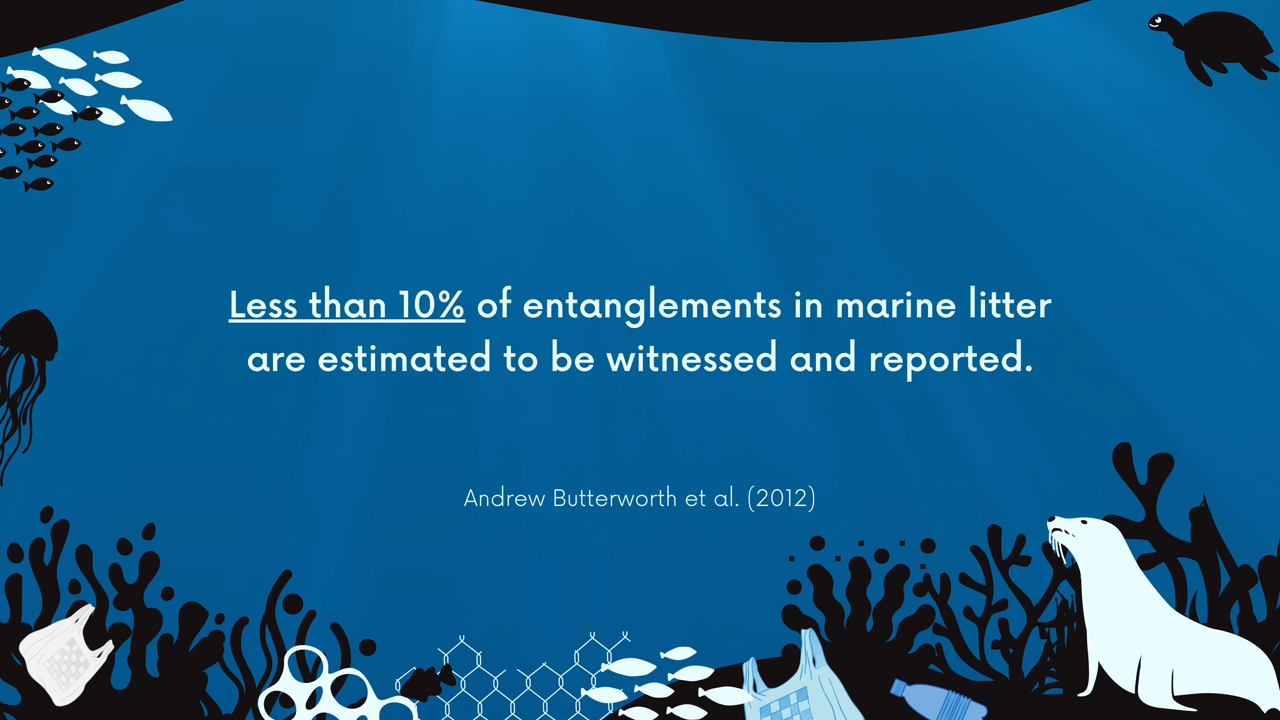 Less than 10% of entanglements in marine litter
are estimated to be witnessed and reported.
Andrew Butterworth et al. (2012)